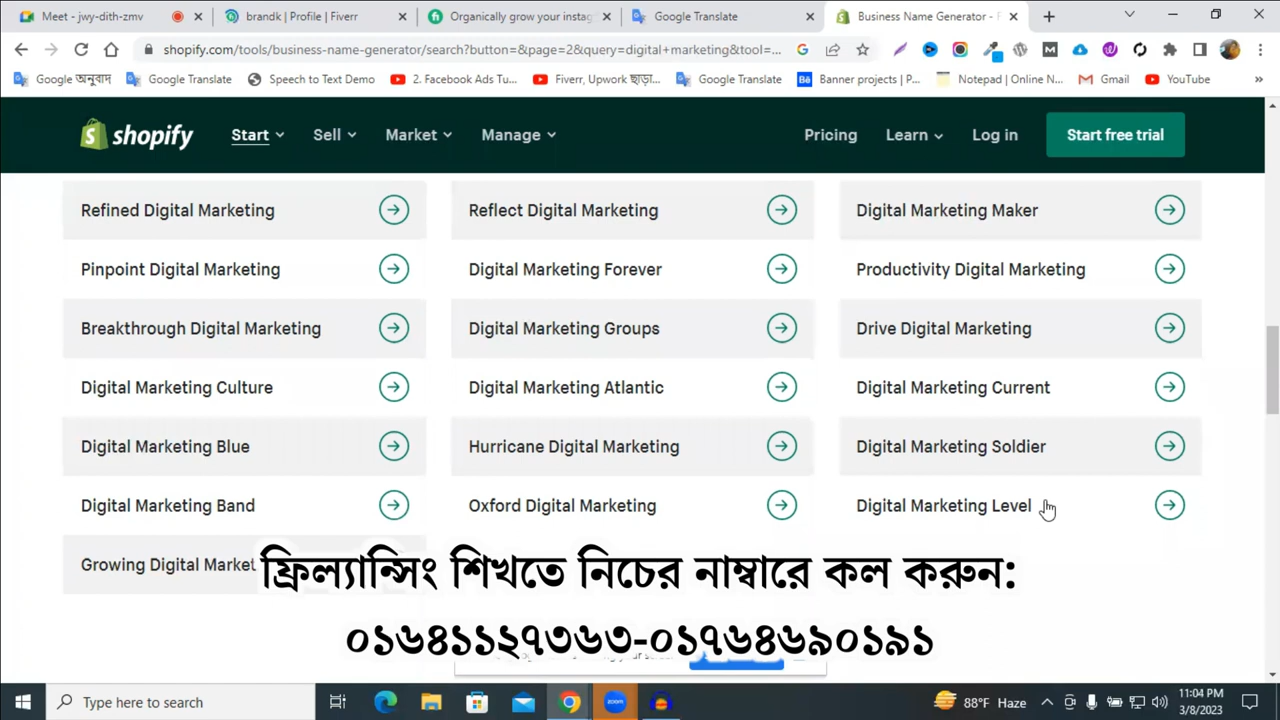 Meet - jwy-dith-zmv
brandk | Profile | Fiverr
Organically grow your insta
Google Translate
Business Name Generator - F
shopify.com/tools/business-name-generator/search?button=&page=2&query=digital+marketing&tool=...
Google অনুবাদ
Google Translate
Speech to Text Demo
2. Facebook Ads Tu...
Fiverr, Upwork ছাড়া...
Google Translate
Banner projects | P...
Notepad | Online N...
Gmail
YouTube
shopify
Start
Sell
Market
Manage
Pricing
Learn
Log in
Start free trial
Refined Digital Marketing
Reflect Digital Marketing
Digital Marketing Maker
Pinpoint Digital Marketing
Digital Marketing Forever
Productivity Digital Marketing
Breakthrough Digital Marketing
Digital Marketing Groups
Drive Digital Marketing
Digital Marketing Culture
Digital Marketing Atlantic
Digital Marketing Current
Digital Marketing Blue
Hurricane Digital Marketing
Digital Marketing Soldier
Digital Marketing Band
Oxford Digital Marketing
Digital Marketing Level
Growing Digital Market
ফ্রিল্যান্সিং শিখতে নিচের নাম্বারে কল করুন:
০১৬৪১১২৭৩৬৩-০১৭৬৪৬৯০১৯১
Type here to search
88°F Haze
11:04 PM
3/8/2023